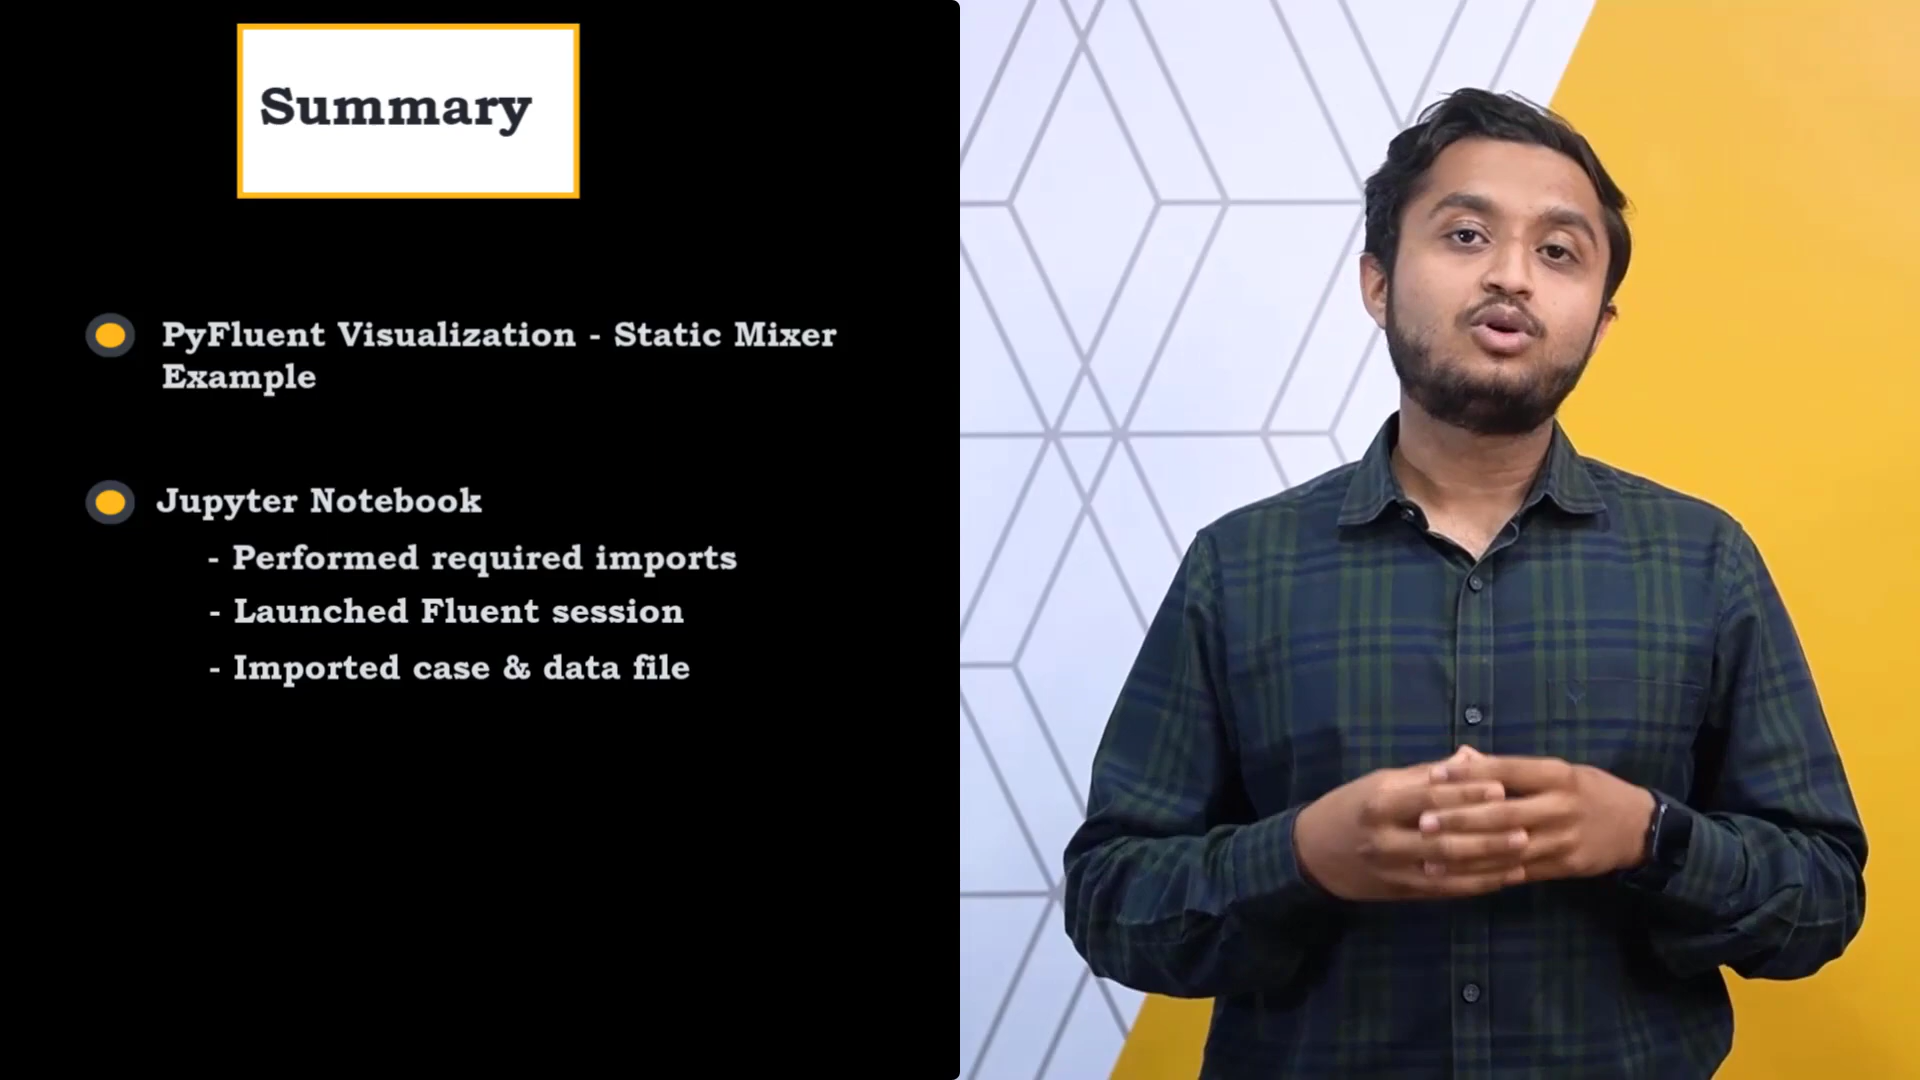 Summary
PyFluent Visualization - Static Mixer
Example
Jupyter Notebook
- Performed required imports
- Launched Fluent session
- Imported case & data file